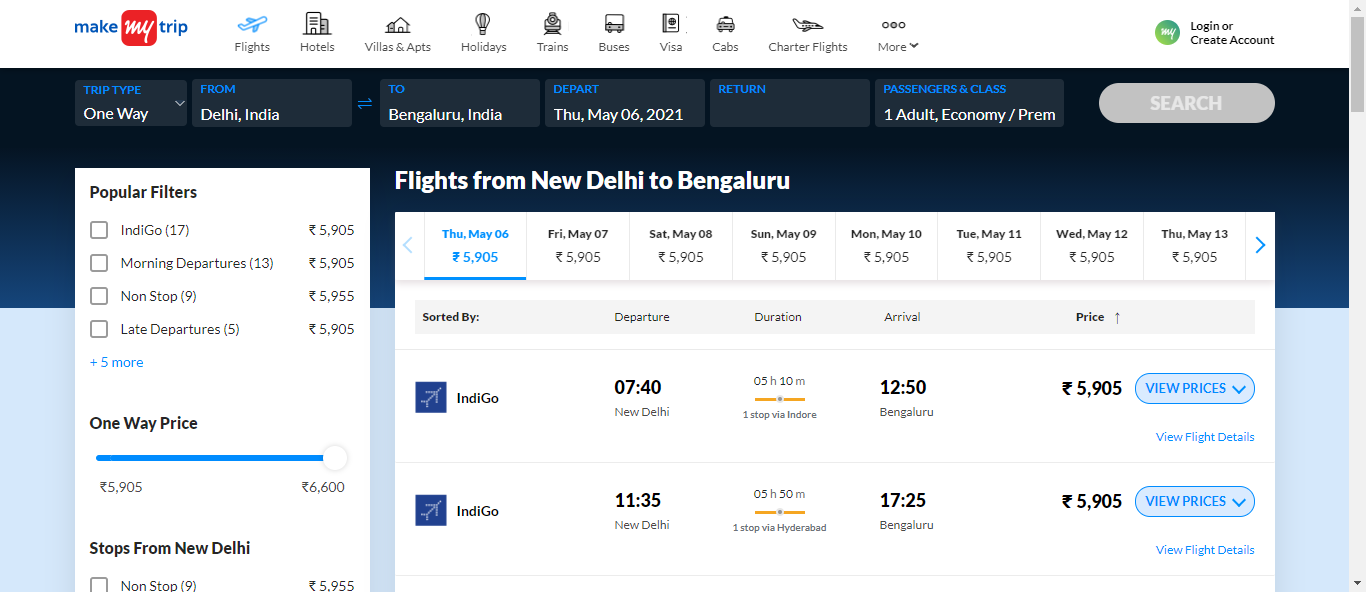 make my trip
Flights
Hotels
Villas & Apts
Holidays
Trains
Buses
Visa
Cabs
Charter Flights
More
my
Login or
Create Account
TRIP TYPE
One Way
FROM
Delhi, India
TO
Bengaluru, India
DEPART
Thu, May 06, 2021
RETURN
PASSENGERS & CLASS
1 Adult, Economy / Prem
SEARCH
Popular Filters
IndiGo (17) ₹ 5,905
Morning Departures (13) ₹ 5,905
Non Stop (9) ₹ 5,955
Late Departures (5) ₹ 5,905
+ 5 more
One Way Price
₹5,905 ₹6,600
Stops From New Delhi
Non Stop (9) ₹ 5,955
Flights from New Delhi to Bengaluru
Thu, May 06 Fri, May 07 Sat, May 08 Sun, May 09 Mon, May 10 Tue, May 11 Wed, May 12 Thu, May 13
₹ 5,905 ₹ 5,905 ₹ 5,905 ₹ 5,905 ₹ 5,905 ₹ 5,905 ₹ 5,905 ₹ 5,905
Sorted By: Departure Duration Arrival Price ↑
IndiGo
07:40
New Delhi
05 h 10 m
1 stop via Indore
12:50
Bengaluru
₹ 5,905
VIEW PRICES
View Flight Details
IndiGo
11:35
New Delhi
05 h 50 m
1 stop via Hyderabad
17:25
Bengaluru
₹ 5,905
VIEW PRICES
View Flight Details